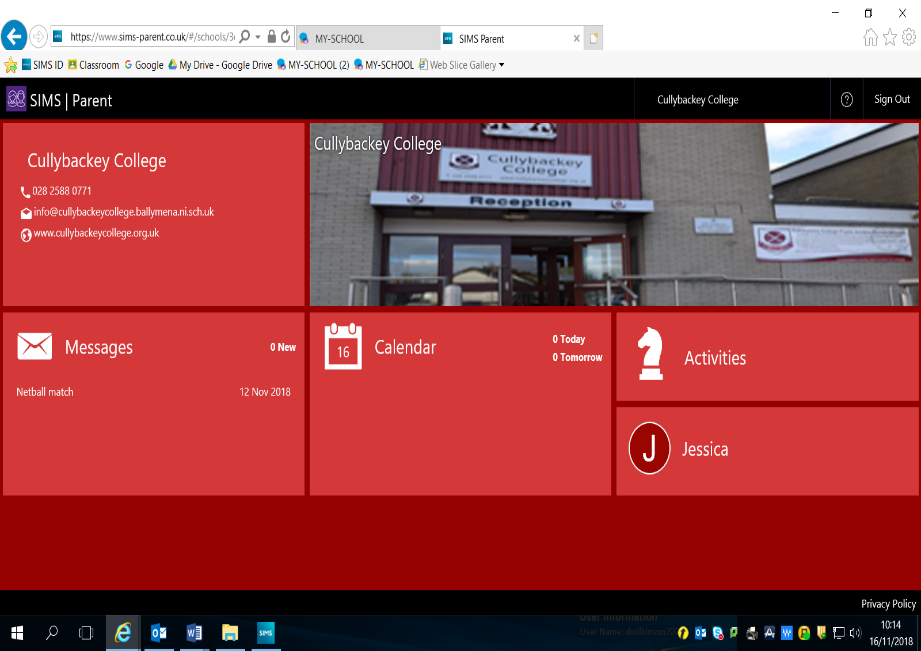 https://www.sims-parent.co.uk/#/schools/3
MY-SCHOOL
SIMS Parent
SIMS ID
Classroom
Google
My Drive - Google Drive
MY-SCHOOL (2)
MY-SCHOOL
Web Slice Gallery
SIMS | Parent
Cullybackey College
?
Sign Out
Cullybackey College
028 2588 0771
info@cullybackeycollege.ballymena.ni.sch.uk
www.cullybackeycollege.org.uk
Cullybackey College
Cullybackey
College
Reception
Messages
0 New
Netball match
12 Nov 2018
16
Calendar
0 Today
0 Tomorrow
Activities
J
Jessica
Privacy Policy
User Information
User Name:
SIMS
10:14
16/11/2018